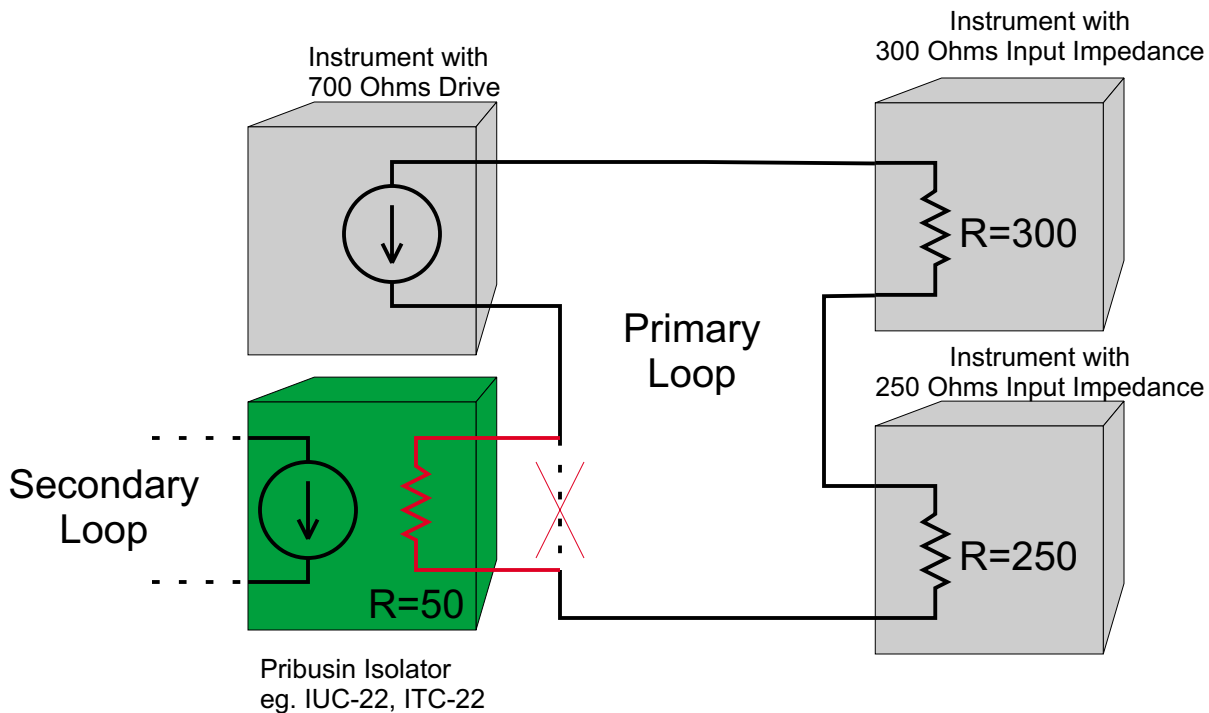 Instrument with
700 Ohms Drive
Instrument with
300 Ohms Input Impedance
R=300
Primary
Loop
Instrument with
250 Ohms Input Impedance
R=250
Secondary
Loop
R=50
Pribusin Isolator
eg. IUC-22, ITC-22